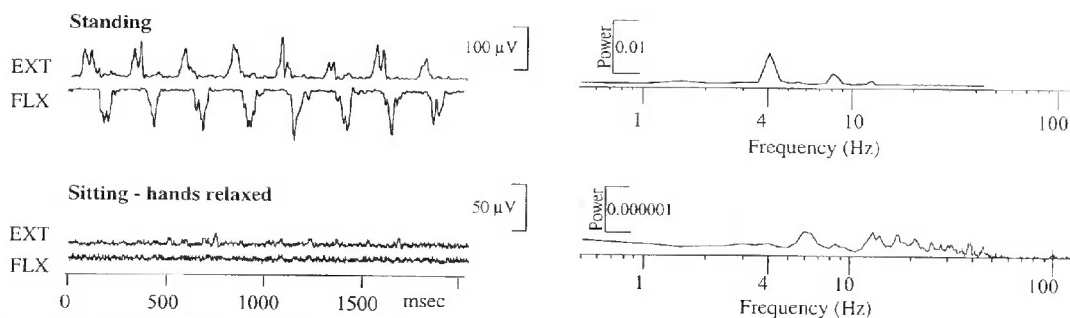 Standing
EXT
FLX
100 µV
Power
0.01
1 4 10 100
Frequency (Hz)
Sitting - hands relaxed
EXT
FLX
50 µV
0 500 1000 1500 msec
Power
0.000001
1 4 10 100
Frequency (Hz)